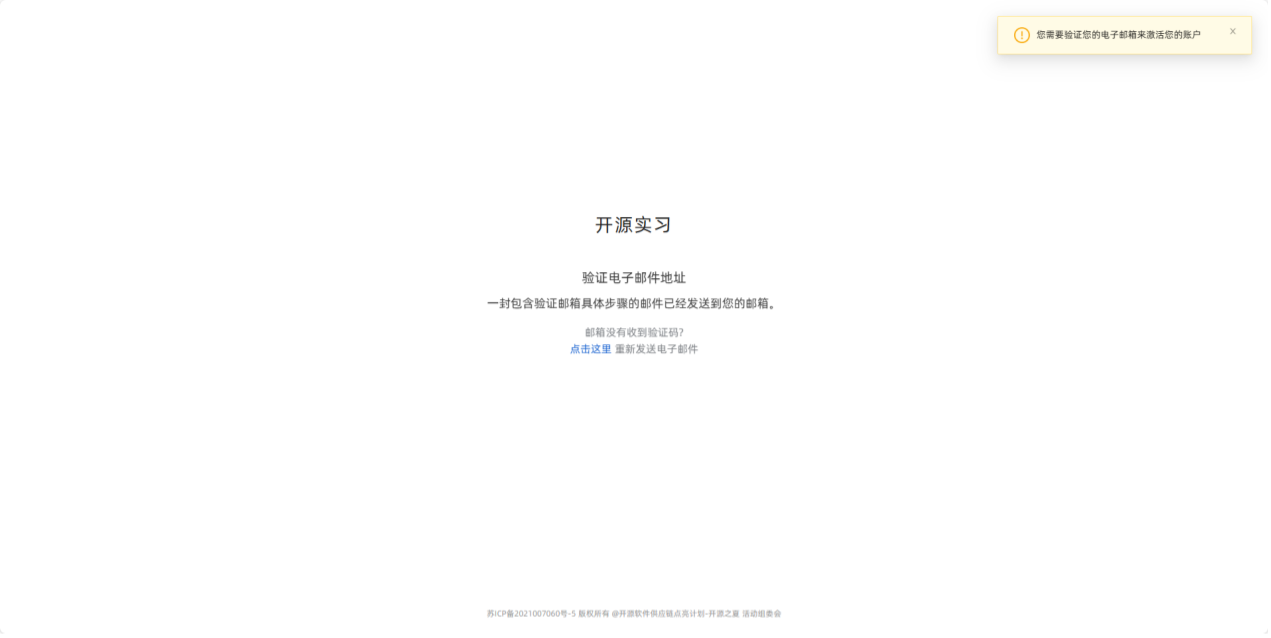 您需要验证您的电子邮箱来激活您的账户
开源实习
验证电子邮件地址
一封包含验证邮箱具体步骤的邮件已经发送到您的邮箱。
邮箱没有收到验证码?
点击这里 重新发送电子邮件
苏ICP备2021007060号-5 版权所有 @开源软件供应链点亮计划-开源之夏 活动组委会